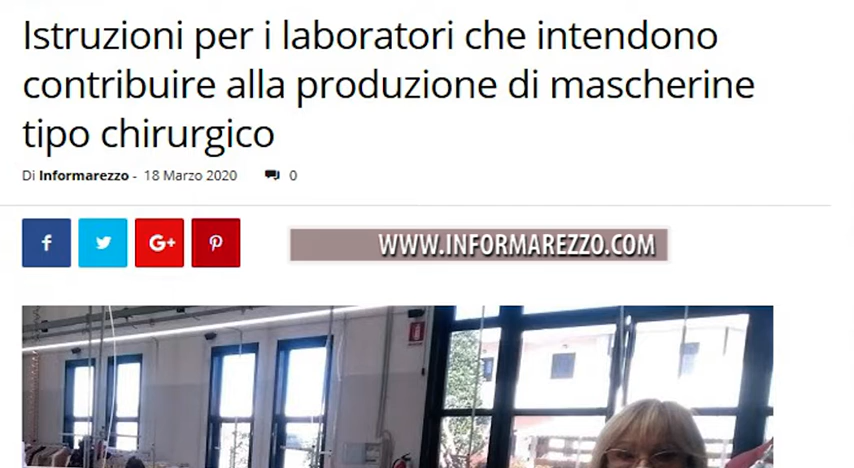 Istruzioni per i laboratori che intendono
contribuire alla produzione di mascherine
tipo chirurgico
Di Informarezzo - 18 Marzo 2020 0
f G+
WWW.INFORMAREZZO.COM